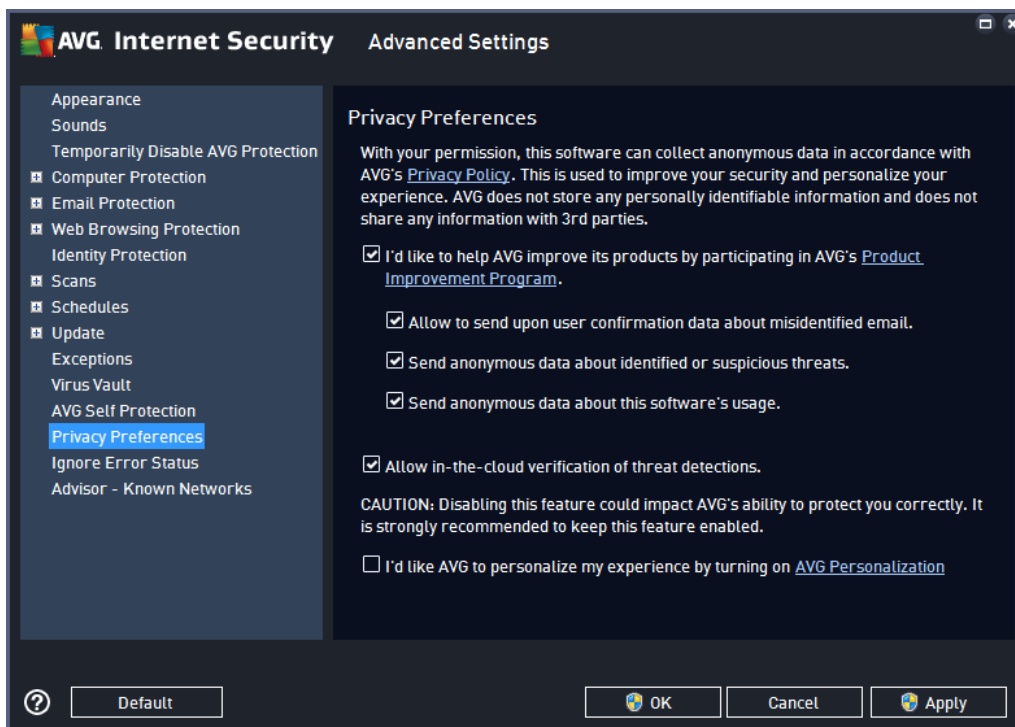 AVG Internet Security Advanced Settings
Appearance
Sounds
Temporarily Disable AVG Protection
Computer Protection
Email Protection
Web Browsing Protection
Identity Protection
Scans
Schedules
Update
Exceptions
Virus Vault
AVG Self Protection
Privacy Preferences
Ignore Error Status
Advisor - Known Networks
Privacy Preferences
With your permission, this software can collect anonymous data in accordance with
AVG's Privacy Policy. This is used to improve your security and personalize your
experience. AVG does not store any personally identifiable information and does not
share any information with 3rd parties.
I'd like to help AVG improve its products by participating in AVG's Product
Improvement Program.
Allow to send upon user confirmation data about misidentified email.
Send anonymous data about identified or suspicious threats.
Send anonymous data about this software's usage.
Allow in-the-cloud verification of threat detections.
CAUTION: Disabling this feature could impact AVG's ability to protect you correctly. It
is strongly recommended to keep this feature enabled.
I'd like AVG to personalize my experience by turning on AVG Personalization
? Default OK Cancel Apply